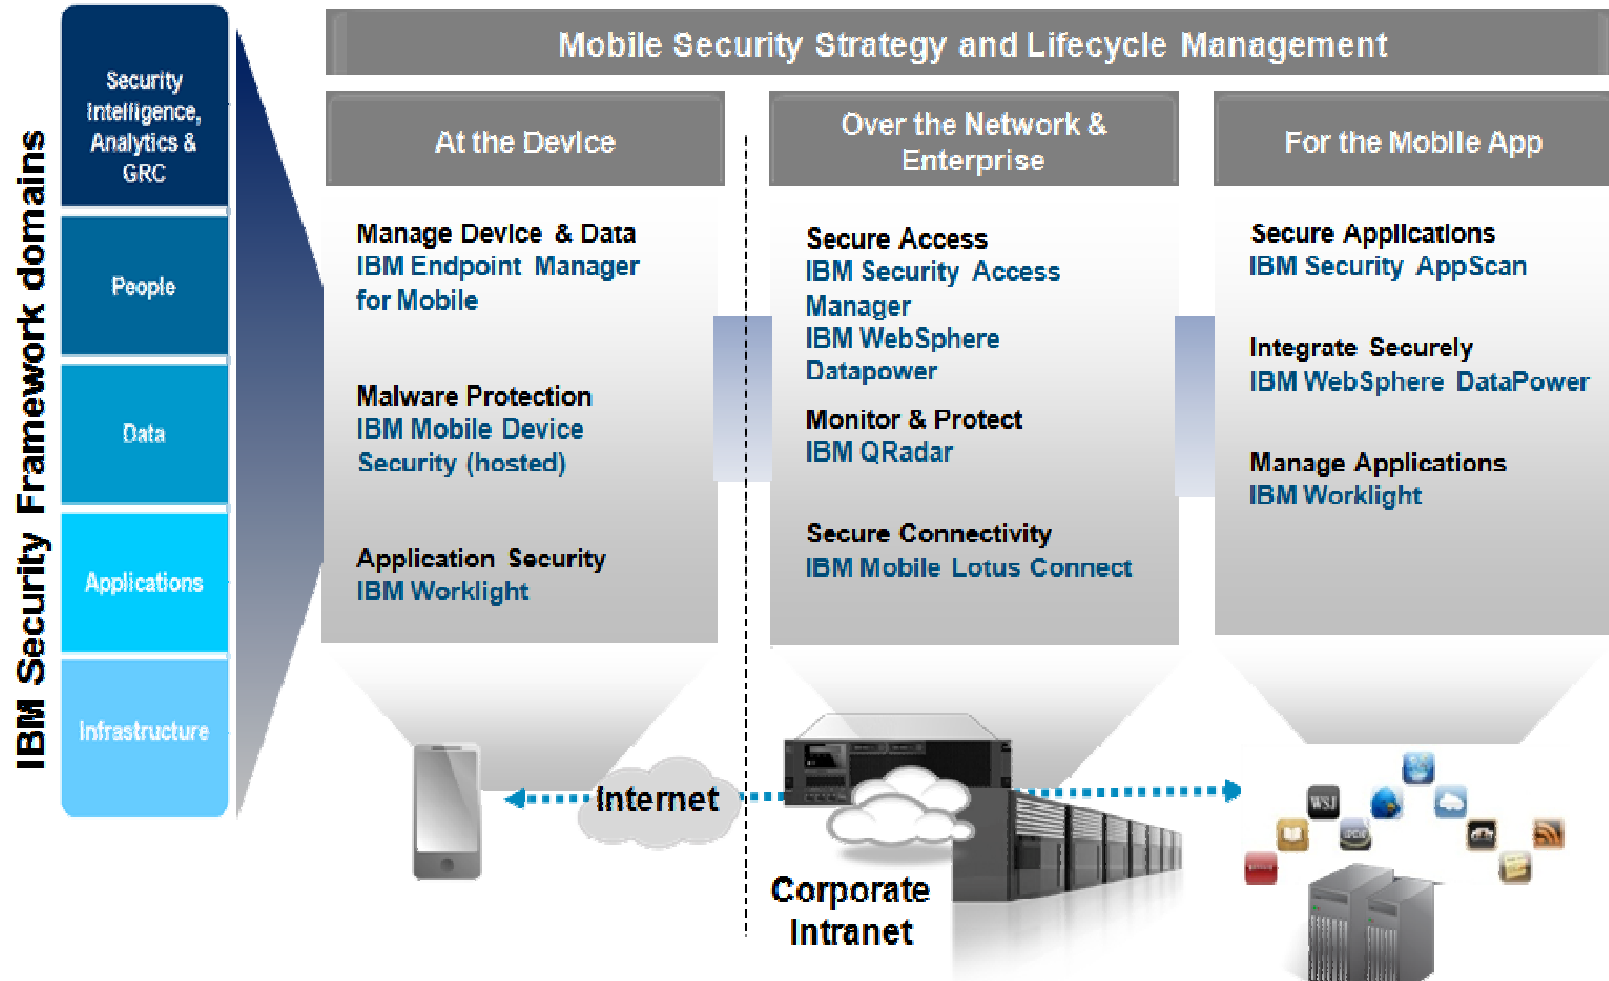 IBM Security Framework domains
Security
Intelligence,
Analytics &
GRC
People
Data
Applications
Infrastructure
Mobile Security Strategy and Lifecycle Management
At the Device
Manage Device & Data
IBM Endpoint Manager
for Mobile
Malware Protection
IBM Mobile Device
Security (hosted)
Application Security
IBM Worklight
Over the Network &
Enterprise
Secure Access
IBM Security Access
Manager
IBM WebSphere
Datapower
Monitor & Protect
IBM QRadar
Secure Connectivity
IBM Mobile Lotus Connect
For the Mobile App
Secure Applications
IBM Security AppScan
Integrate Securely
IBM WebSphere DataPower
Manage Applications
IBM Worklight
Internet
Corporate
Intranet
WSJ